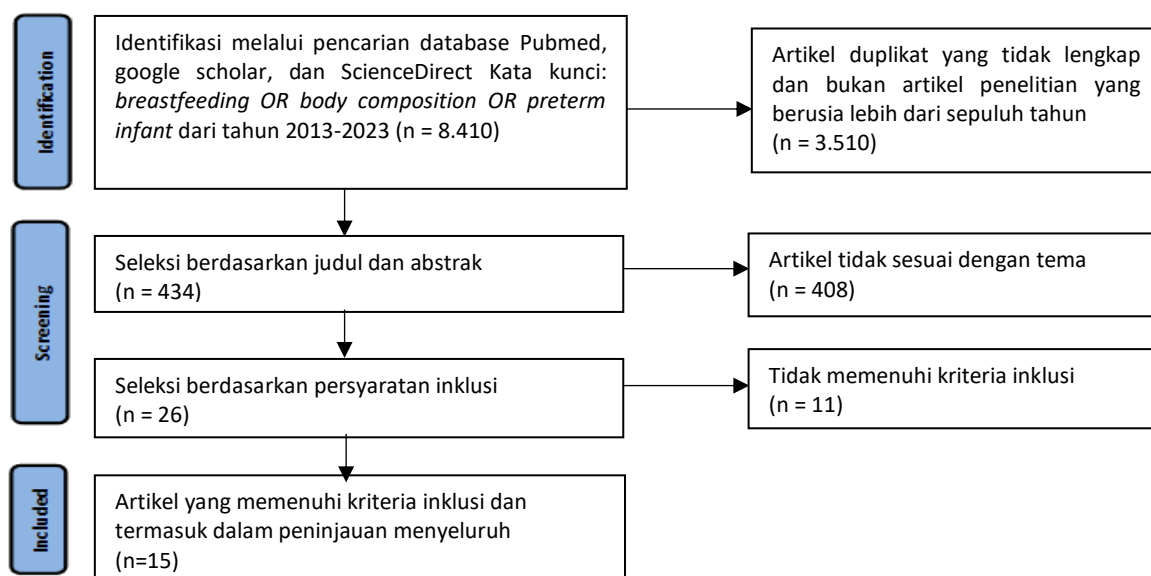 Identification
Identifikasi melalui pencarian database Pubmed,
google scholar, dan ScienceDirect Kata kunci:
breastfeeding OR body composition OR preterm
infant dari tahun 2013-2023 (n = 8.410)
Artikel duplikat yang tidak lengkap
dan bukan artikel penelitian yang
berusia lebih dari sepuluh tahun
(n = 3.510)
Screening
Seleksi berdasarkan judul dan abstrak
(n = 434)
Artikel tidak sesuai dengan tema
(n = 408)
Seleksi berdasarkan persyaratan inklusi
(n = 26)
Tidak memenuhi kriteria inklusi
(n = 11)
Included
Artikel yang memenuhi kriteria inklusi dan
termasuk dalam peninjauan menyeluruh
(n=15)